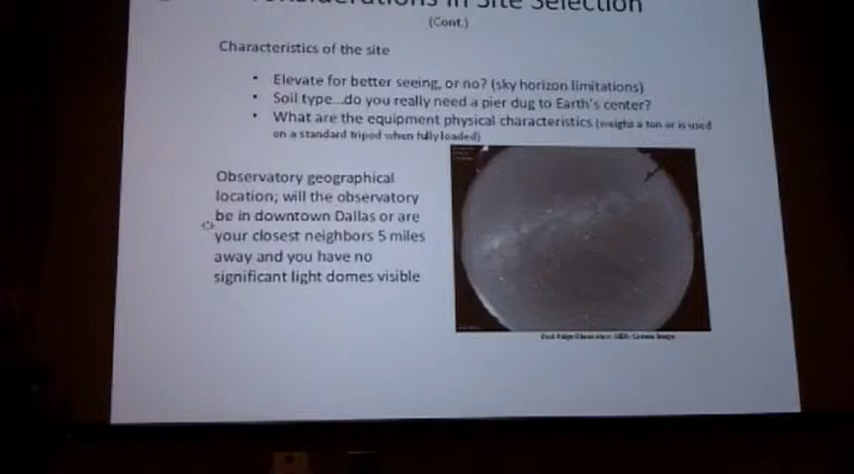 in Site Selection
(Cont.)
Characteristics of the site
• Elevate for better seeing, or no? (sky horizon limitations)
• Soil type...do you really need a pier dug to Earth's center?
• What are the equipment physical characteristics (weighs a ton or is used
on a standard tripod when fully loaded)
Observatory geographical
location; will the observatory
be in downtown Dallas or are
your closest neighbors 5 miles
away and you have no
significant light domes visible